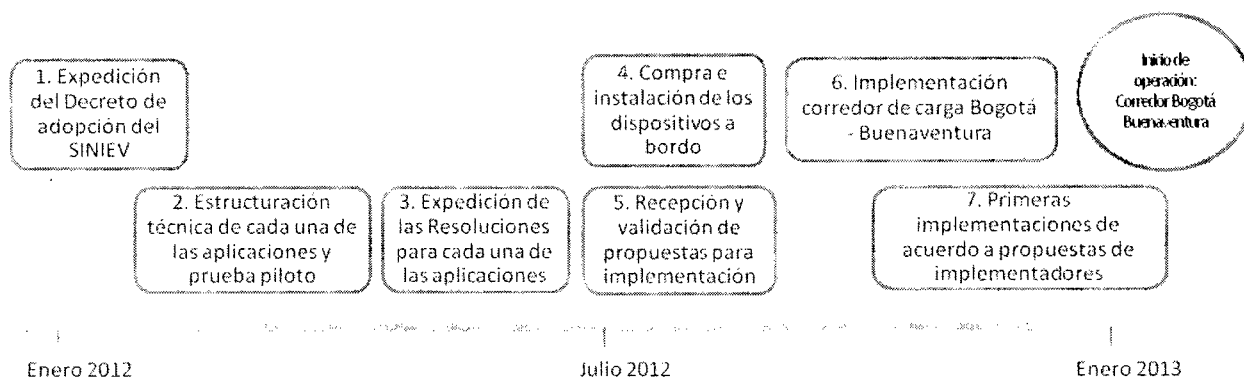 1. Expedición
del Decreto de
adopción del
SINIEV
2. Estructuración
técnica de cada una de
las aplicaciones y
prueba piloto
3. Expedición de
las Resoluciones
para cada una de
las aplicaciones
4. Compra e
instalación de los
dispositivos a
bordo
5. Recepción y
validación de
propuestas para
implementación
6. Implementación
corredor de carga Bogotá
- Buenaventura
7. Primeras
implementaciones de
acuerdo a propuestas de
implementadores
Inicio de
operación:
Corredor Bogotá
Buenaventura
Enero 2012
Julio 2012
Enero 2013